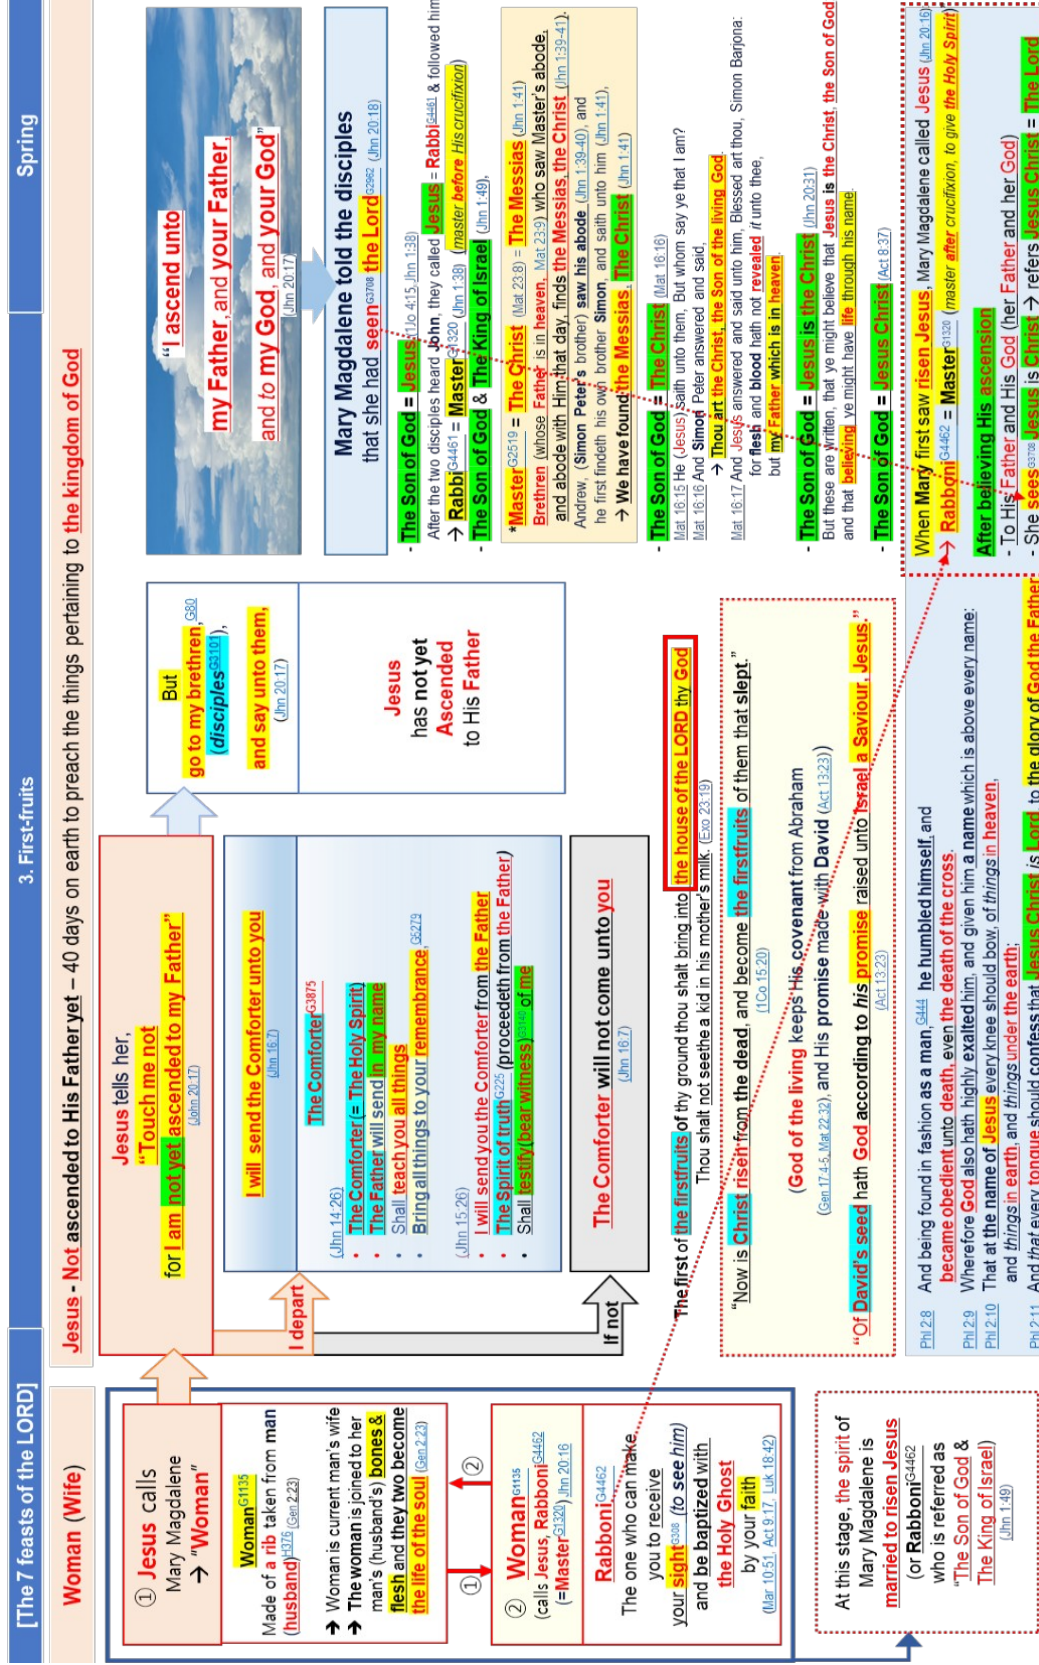 [The 7 feasts of the LORD]
3. First-fruits
Spring
Woman (Wife)
Jesus - Not ascended to His Father yet – 40 days on earth to preach the things pertaining to the kingdom of God
① Jesus calls
Mary Magdalene
→ "Woman"
Woman G1135
Made of a rib taken from man
(husband) H376 (Gen 2:23)
→ Woman is current man's wife
→ The woman is joined to her
man's (husband's) bones &
flesh and they two become
the life of the soul (Gen 2:23)
①
②
② Woman G1135
(calls Jesus, Rabboni G4462
(=Master G1320) Jhn 20:16
Rabboni G4462
The one who can make
you to receive
your sight G308 (to see him)
and be baptized with
the Holy Ghost
by your faith
(Mar 10:51, Act 9:17, Luk 18:42)
At this stage, the spirit of
Mary Magdalene is
married to risen Jesus
(or Rabboni G4462
who is referred as
"The Son of God &
The King of Israel)
(Jhn 1:49)
Jesus tells her,
"Touch me not
for I am not yet ascended to my Father"
(John 20:17)
I depart
If not
I will send the Comforter unto you
(Jhn 16:7)
The Comforter G3875
(Jhn 14:26)
• The Comforter (= The Holy Spirit)
• The Father will send in my name
• Shall teach you all things
• Bring all things to your remembrance, G5279
(Jhn 15:26)
• I will send you the Comforter from the Father
• The Spirit of truth G225 (proceedeth from the Father)
• Shall testify(bear witness) G3140 of me
The Comforter will not come unto you
(Jhn 16:7)
But
go to my brethren, G80
(disciples G3101),
and say unto them,
(Jhn 20:17)
Jesus
has not yet
Ascended
to His Father
The first of the firstfruits of thy ground thou shalt bring into the house of the LORD thy God
Thou shalt not seethe a kid in his mother's milk. (Exo 23:19)
"Now is Christ risen from the dead, and become the firstfruits of them that slept."
(1Co 15:20)
(God of the living keeps His covenant from Abraham
(Gen 17:4-5, Mat 22:32), and His promise made with David (Act 13:23))
"Of David's seed hath God according to his promise raised unto Israel a Saviour, Jesus."
(Act 13:23)
Phl 2:8 And being found in fashion as a man, G444 he humbled himself, and
became obedient unto death, even the death of the cross.
Phl 2:9 Wherefore God also hath highly exalted him, and given him a name which is above every name:
Phl 2:10 That at the name of Jesus every knee should bow, of things in heaven,
and things in earth, and things under the earth;
Phl 2:11 And that every tongue should confess that Jesus Christ is Lord, to the glory of God the Father.
"I ascend unto
my Father, and your Father,
and to my God, and your God"
(Jhn 20:17)
Mary Magdalene told the disciples
that she had seen G3708 the Lord G2962 (Jhn 20:18)
- The Son of God = Jesus (1Jo 4:15, Jhn 1:38)
After the two disciples heard John, they called Jesus = Rabbi G4461 & followed him
→ Rabbi G4461 = Master G1320 (Jhn 1:38) (master before His crucifixion)
- The Son of God & The King of Israel (Jhn 1:49),
*Master G2519 = The Christ (Mat 23:8) = The Messias (Jhn 1:41)
Brethren (whose Father is in heaven, Mat 23:9) who saw Master's abode,
and abode with Him that day, finds the Messias, the Christ (Jhn 1:39-41).
Andrew, (Simon Peter's brother) saw his abode (Jhn 1:39-40), and
he first findeth his own brother Simon, and saith unto him (Jhn 1:41),
→ We have found the Messias, The Christ (Jhn 1:41)
- The Son of God = The Christ (Mat 16:16)
Mat 16:15 He (Jesus) saith unto them, But whom say ye that I am?
Mat 16:16 And Simon Peter answered and said,
→ Thou art the Christ, the Son of the living God.
Mat 16:17 And Jesus answered and said unto him, Blessed art thou, Simon Barjona:
for flesh and blood hath not revealed it unto thee,
but my Father which is in heaven.
- The Son of God = Jesus is the Christ (Jhn 20:31)
But these are written, that ye might believe that Jesus is the Christ, the Son of God
and that believing ye might have life through his name.
- The Son of God = Jesus Christ (Act 8:37)
When Mary first saw risen Jesus, Mary Magdalene called Jesus (Jhn 20:16)
→ Rabboni G4462 = Master G1320 (master after crucifixion, to give the Holy Spirit)
After believing His ascension
- To His Father and His God (her Father and her God)
- She sees G3708 Jesus is Christ → refers Jesus Christ = The Lord